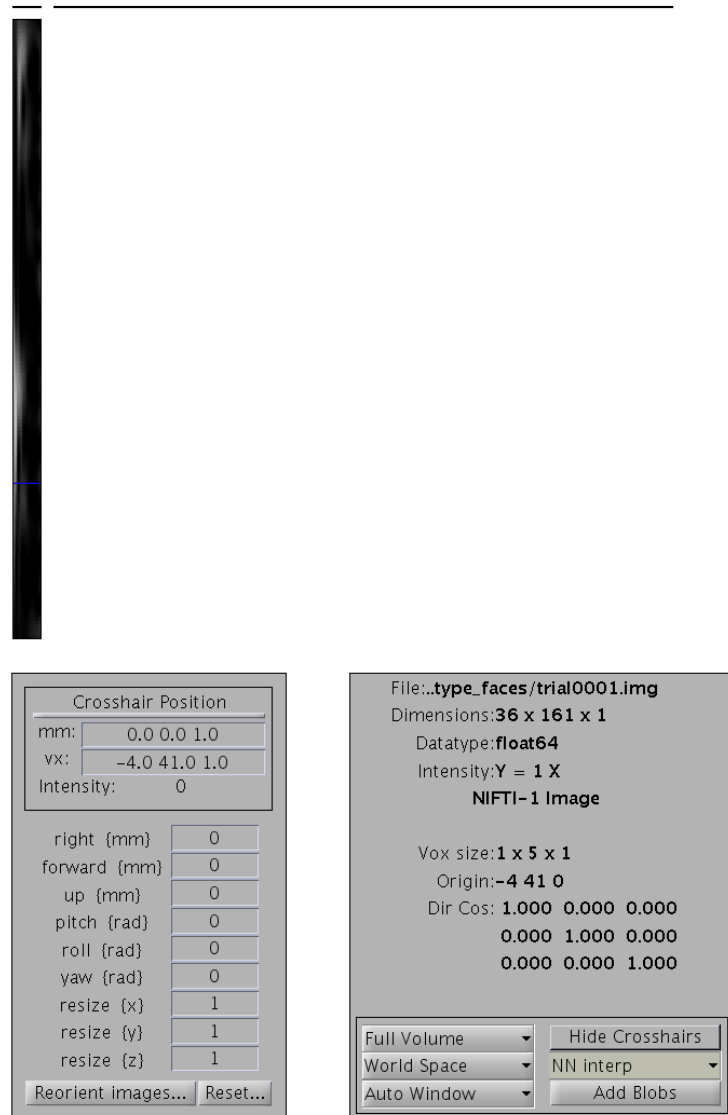 Crosshair Position
mm: 0.0 0.0 1.0
vx: -4.0 41.0 1.0
Intensity: 0
right {mm} 0
forward {mm} 0
up {mm} 0
pitch {rad} 0
roll {rad} 0
yaw {rad} 0
resize {x} 1
resize {y} 1
resize {z} 1
Reorient images... Reset...
File:..type_faces/trial0001.img
Dimensions:36 x 161 x 1
Datatype:float64
Intensity:Y = 1 X
NIFTI-1 Image
Vox size:1 x 5 x 1
Origin:-4 41 0
Dir Cos: 1.000 0.000 0.000
0.000 1.000 0.000
0.000 0.000 1.000
Full Volume Hide Crosshairs
World Space NN interp
Auto Window Add Blobs